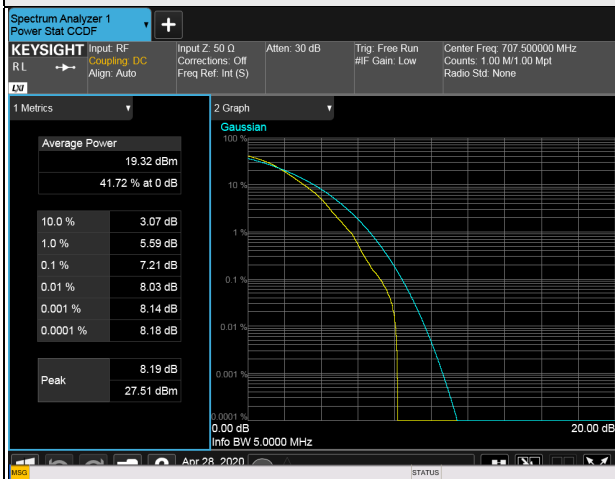 Spectrum Analyzer 1
Power Stat CCDF
+
KEYSIGHT
RL
LXI
Input: RF
Coupling: DC
Align: Auto
Input Z: 50 Ω
Corrections: Off
Freq Ref: Int (S)
Atten: 30 dB
Trig: Free Run
#IF Gain: Low
Center Freq: 707.500000 MHz
Counts: 1.00 M/1.00 Mpt
Radio Std: None
1 Metrics
Average Power
19.32 dBm
41.72 % at 0 dB
10.0 % 3.07 dB
1.0 % 5.59 dB
0.1 % 7.21 dB
0.01 % 8.03 dB
0.001 % 8.14 dB
0.0001 % 8.18 dB
Peak 8.19 dB
27.51 dBm
2 Graph
Gaussian
100 %
10 %
1 %
0.1 %
0.01 %
0.001 %
0.0001 %
0.00 dB 20.00 dB
Info BW 5.0000 MHz
Apr 28, 2020
MSG STATUS